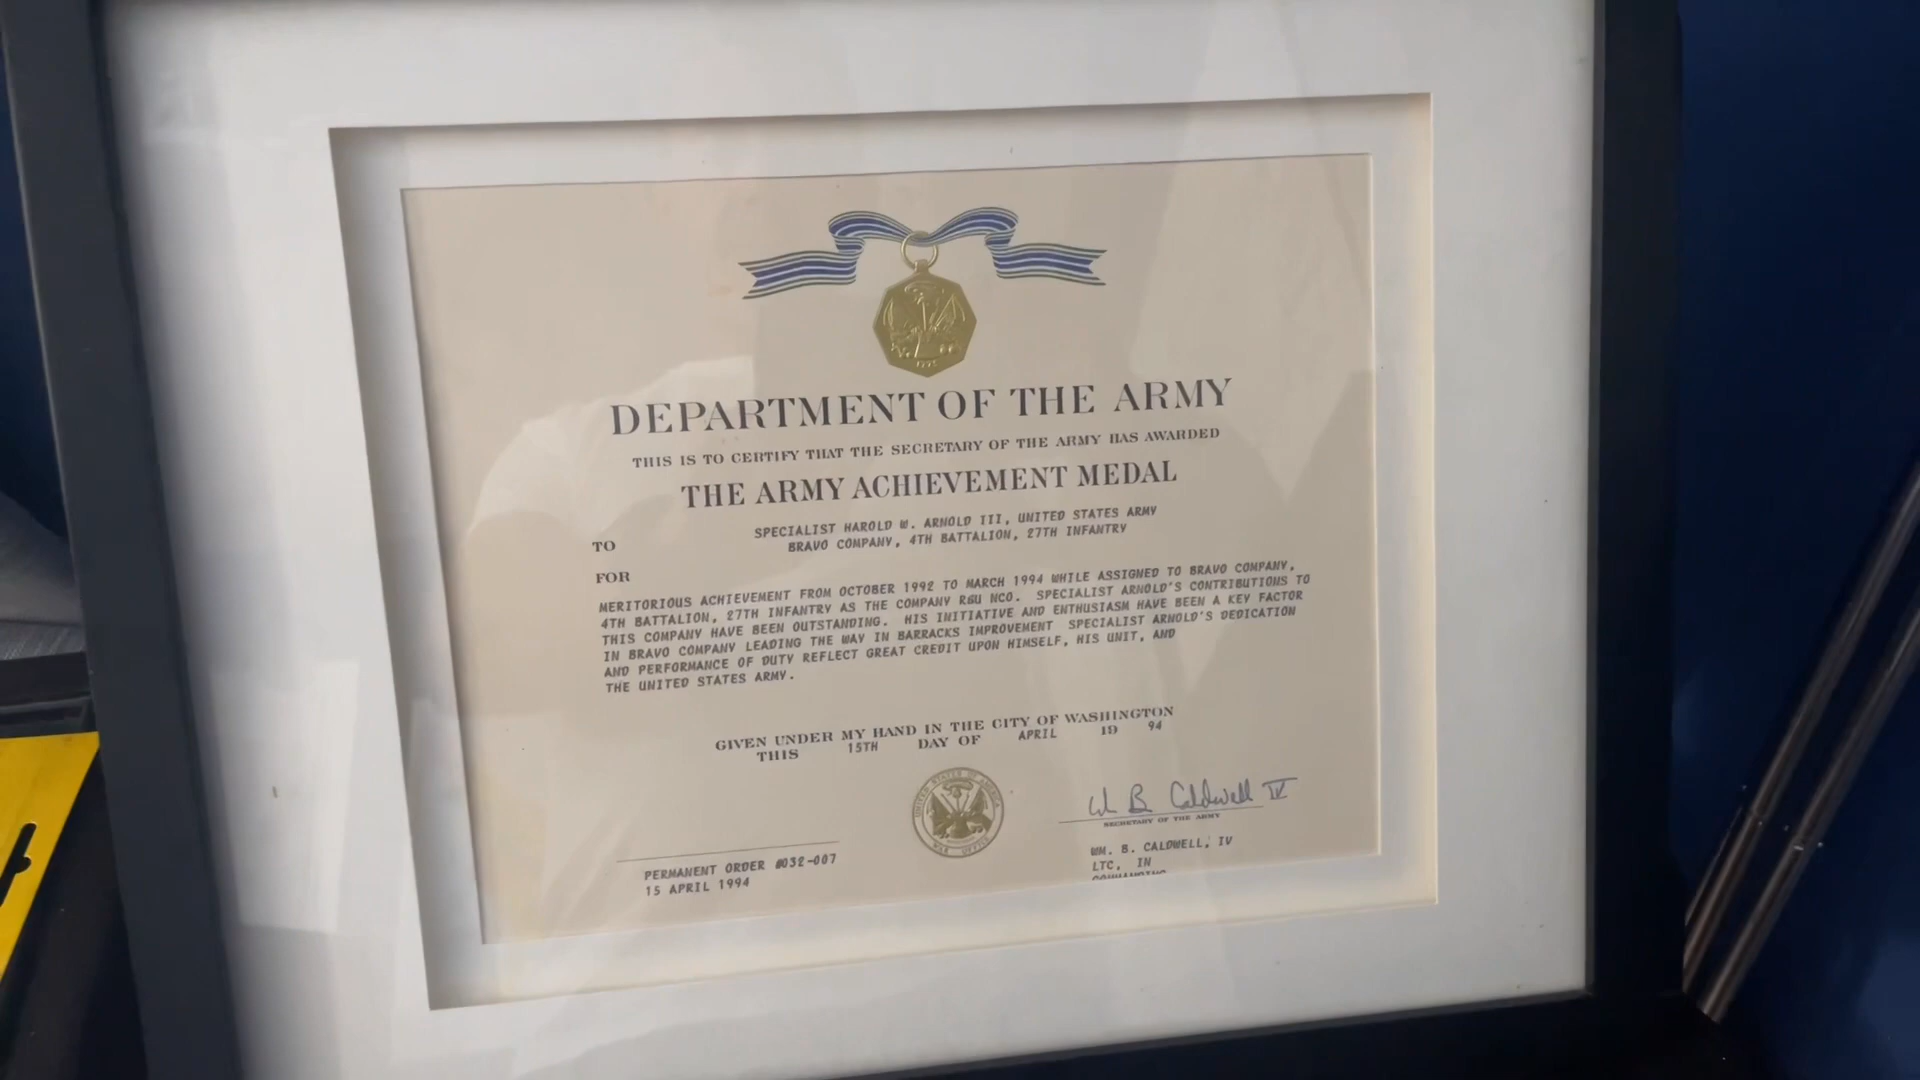 DEPARTMENT OF THE ARMY
THIS IS TO CERTIFY THAT THE SECRETARY OF THE ARMY HAS AWARDED
THE ARMY ACHIEVEMENT MEDAL
TO SPECIALIST HAROLD W. ARNOLD III, UNITED STATES ARMY
BRAVO COMPANY, 4TH BATTALION, 27TH INFANTRY
FOR
MERITORIOUS ACHIEVEMENT FROM OCTOBER 1992 TO MARCH 1994 WHILE ASSIGNED TO BRAVO COMPANY,
4TH BATTALION, 27TH INFANTRY AS THE COMPANY R&U NCO. SPECIALIST ARNOLD'S CONTRIBUTIONS TO
THIS COMPANY HAVE BEEN OUTSTANDING. HIS INITIATIVE AND ENTHUSIASM HAVE BEEN A KEY FACTOR
IN BRAVO COMPANY LEADING THE WAY IN BARRACKS IMPROVEMENT SPECIALIST ARNOLD'S DEDICATION
AND PERFORMANCE OF DUTY REFLECT GREAT CREDIT UPON HIMSELF, HIS UNIT, AND
THE UNITED STATES ARMY.
GIVEN UNDER MY HAND IN THE CITY OF WASHINGTON
THIS 15TH DAY OF APRIL 19 94
UNITED STATES OF AMERICA
WAR OFFICE
W B Caldwell IV
SECRETARY OF THE ARMY
PERMANENT ORDER #032-007
15 APRIL 1994
WM. B. CALDWELL, IV
LTC, IN